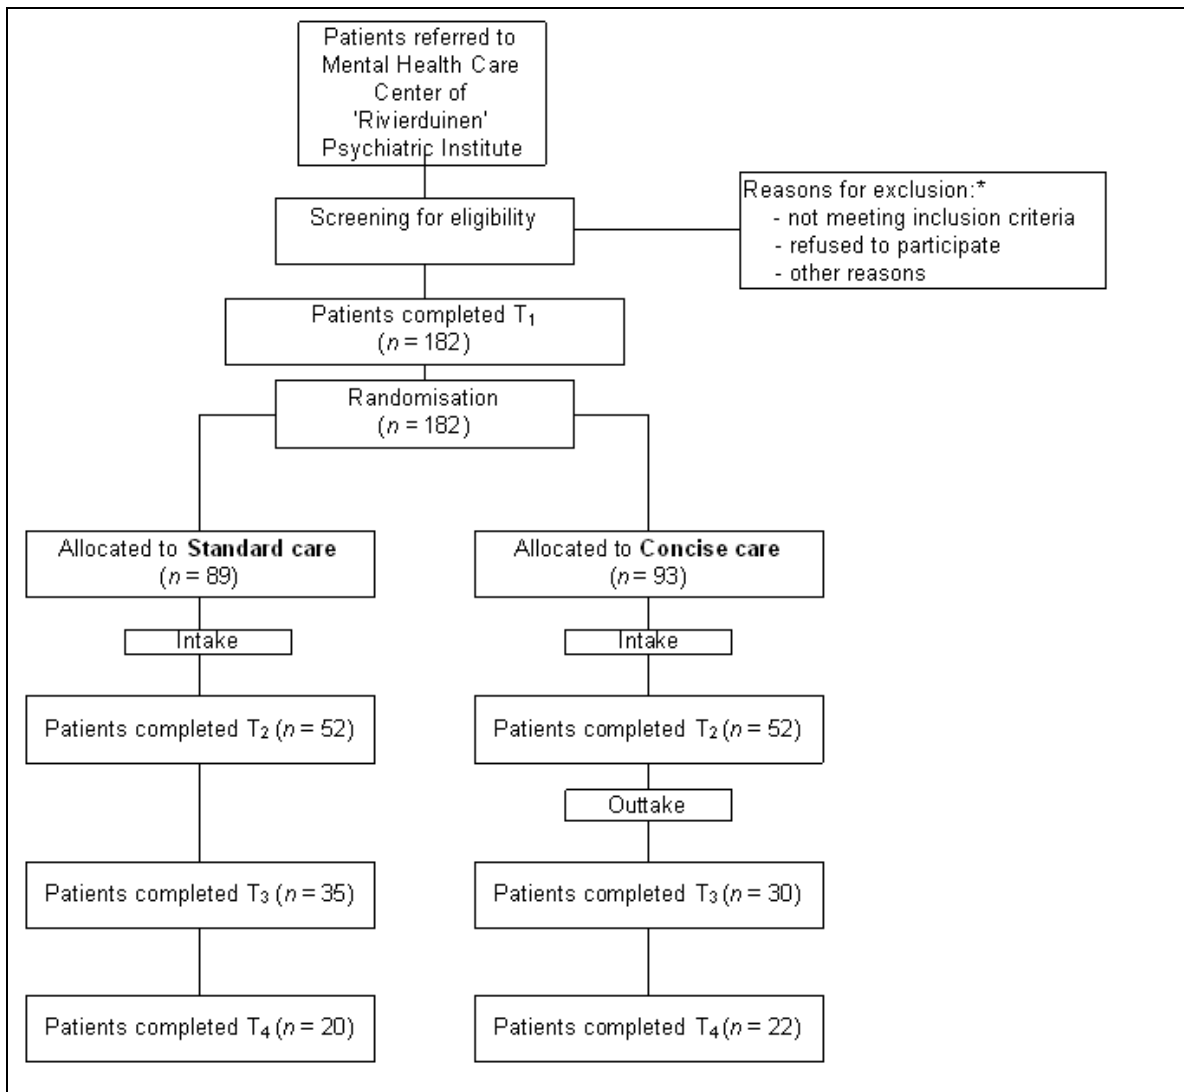 Patients referred to
Mental Health Care
Center of
'Rivierduinen'
Psychiatric Institute
Screening for eligibility
Reasons for exclusion:*
- not meeting inclusion criteria
- refused to participate
- other reasons
Patients completed T1
(n = 182)
Randomisation
(n = 182)
Allocated to Standard care
(n = 89)
Allocated to Concise care
(n = 93)
Intake
Intake
Patients completed T2 (n = 52)
Patients completed T2 (n = 52)
Outtake
Patients completed T3 (n = 35)
Patients completed T3 (n = 30)
Patients completed T4 (n = 20)
Patients completed T4 (n = 22)